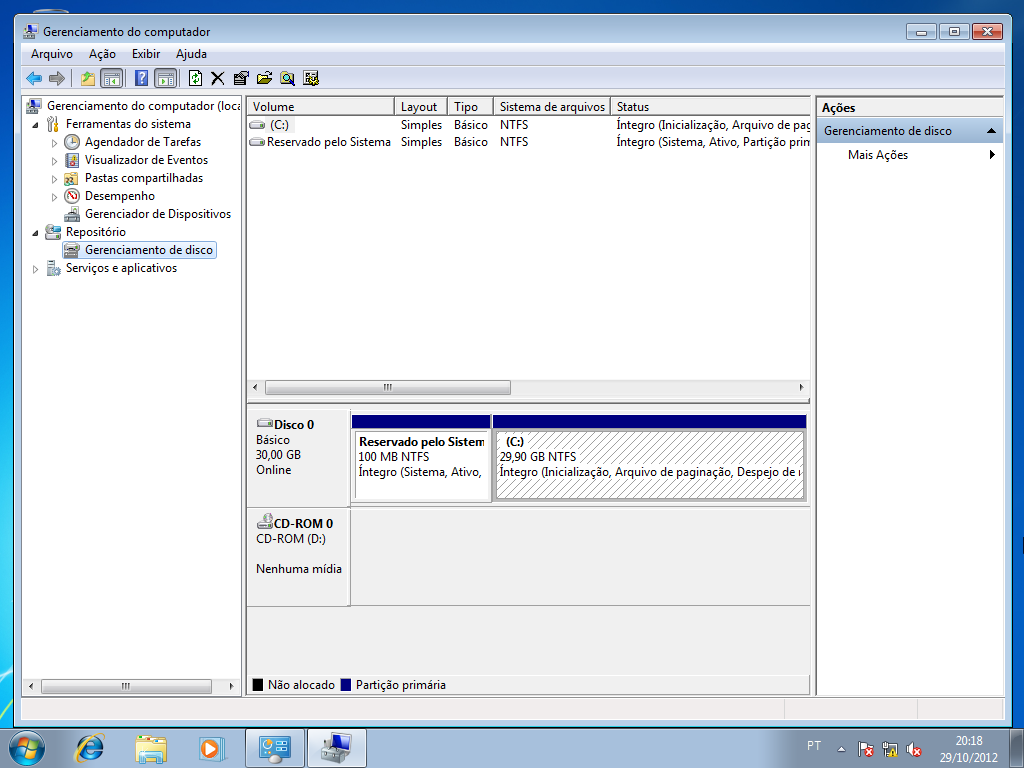 Gerenciamento do computador
Arquivo Ação Exibir Ajuda
Gerenciamento do computador (loca
Ferramentas do sistema
Agendador de Tarefas
Visualizador de Eventos
Pastas compartilhadas
Desempenho
Gerenciador de Dispositivos
Repositório
Gerenciamento de disco
Serviços e aplicativos
Volume Layout Tipo Sistema de arquivos Status
(C:) Simples Básico NTFS Íntegro (Inicialização, Arquivo de pag
Reservado pelo Sistema Simples Básico NTFS Íntegro (Sistema, Ativo, Partição prim
Disco 0
Básico
30,00 GB
Online
Reservado pelo Sistem
100 MB NTFS
Íntegro (Sistema, Ativo,
(C:)
29,90 GB NTFS
Íntegro (Inicialização, Arquivo de paginação, Despejo de
CD-ROM 0
CD-ROM (D:)
Nenhuma mídia
Não alocado Partição primária
Ações
Gerenciamento de disco
Mais Ações
PT
20:18
29/10/2012